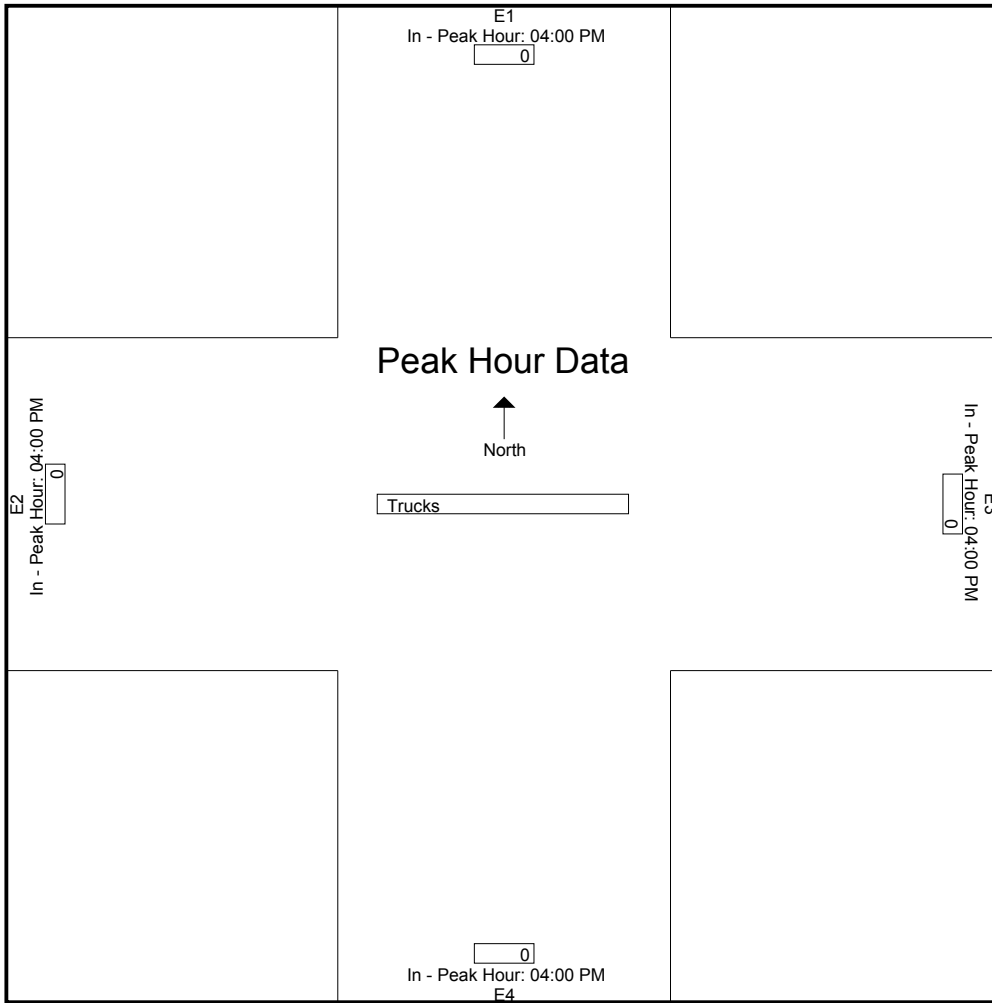 E1
In - Peak Hour: 04:00 PM
0
Peak Hour Data
North
Trucks
E2
In - Peak Hour: 04:00 PM
0
E3
In - Peak Hour: 04:00 PM
0
0
In - Peak Hour: 04:00 PM
E4